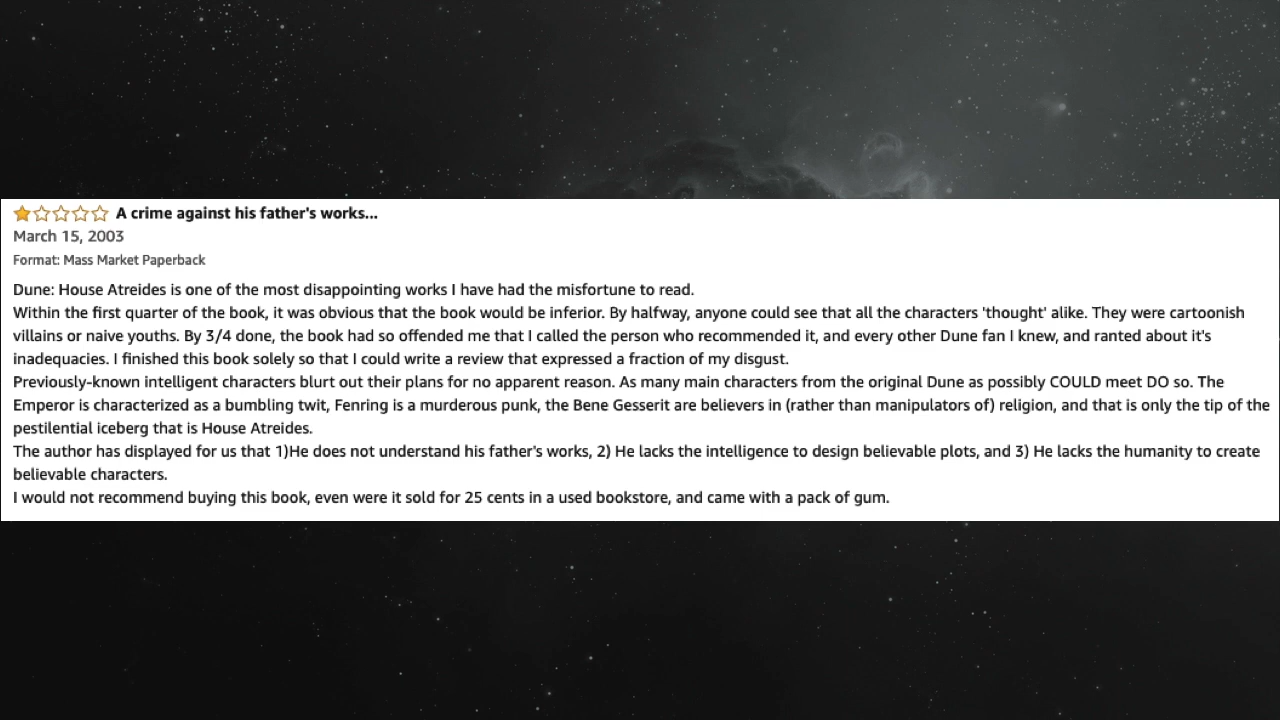 A crime against his father's works...
March 15, 2003
Format: Mass Market Paperback
Dune: House Atreides is one of the most disappointing works I have had the misfortune to read.
Within the first quarter of the book, it was obvious that the book would be inferior. By halfway, anyone could see that all the characters 'thought' alike. They were cartoonish
villains or naive youths. By 3/4 done, the book had so offended me that I called the person who recommended it, and every other Dune fan I knew, and ranted about it's
inadequacies. I finished this book solely so that I could write a review that expressed a fraction of my disgust.
Previously-known intelligent characters blurt out their plans for no apparent reason. As many main characters from the original Dune as possibly COULD meet DO so. The
Emperor is characterized as a bumbling twit, Fenring is a murderous punk, the Bene Gesserit are believers in (rather than manipulators of) religion, and that is only the tip of the
pestilential iceberg that is House Atreides.
The author has displayed for us that 1)He does not understand his father's works, 2) He lacks the intelligence to design believable plots, and 3) He lacks the humanity to create
believable characters.
I would not recommend buying this book, even were it sold for 25 cents in a used bookstore, and came with a pack of gum.